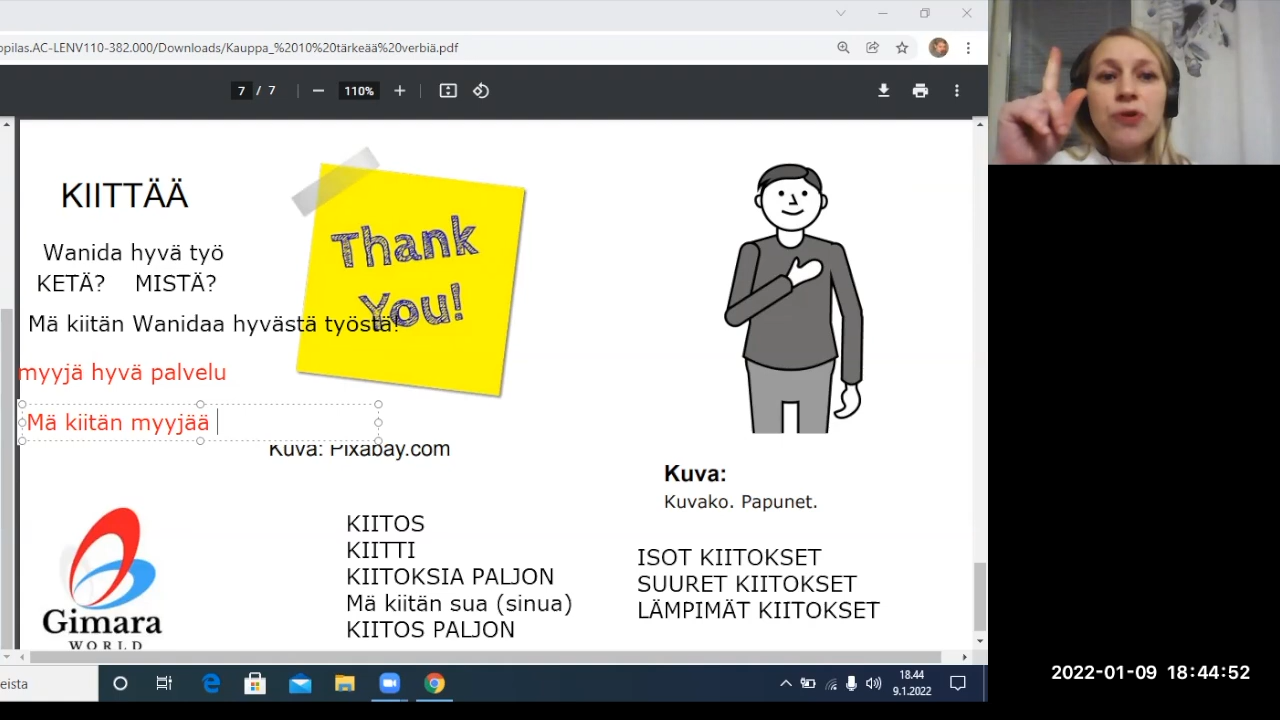 opilas.AC-LENV110-382.000/Downloads/Kauppa_%2010%20tärkeää%20verbiä.pdf
7 / 7 110%
KIITTÄÄ
Thank
You!
Wanida hyvä työ
KETÄ? MISTÄ?
Mä kiitän Wanidaa hyvästä työstä!
myyjä hyvä palvelu
Mä kiitän myyjää
Kuva: Pixabay.com
Kuva:
Kuvako. Papunet.
Gimara
WORLD
KIITOS
KIITTI
KIITOKSIA PALJON
Mä kiitän sua (sinua)
KIITOS PALJON
ISOT KIITOKSET
SUURET KIITOKSET
LÄMPIMÄT KIITOKSET
eista
18.44
9.1.2022
2022-01-09 18:44:52